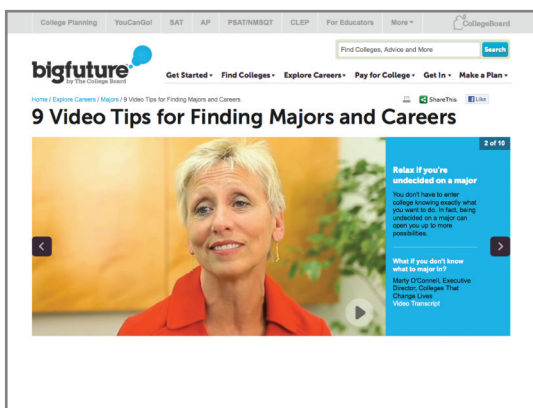 College Planning YouCanGo! SAT AP PSAT/NMSQT CLEP For Educators More CollegeBoard
Find Colleges, Advice and More Search
bigfuture
by The College Board
Get Started Find Colleges Explore Careers Pay for College Get In Make a Plan
Home / Explore Careers / Majors / 9 Video Tips for Finding Majors and Careers ShareThis Like
9 Video Tips for Finding Majors and Careers
2 of 10
Relax if you're
undecided on a major
You don't have to enter
college knowing exactly what
you want to do. In fact, being
undecided on a major can
open you up to more
possibilities.
What if you don't know
what to major in?
Marty O'Connell, Executive
Director, Colleges That
Change Lives
Video Transcript